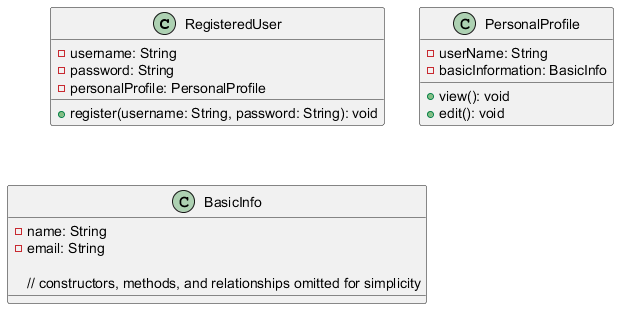 C RegisteredUser
username: String
password: String
personalProfile: PersonalProfile
register(username: String, password: String): void
C PersonalProfile
userName: String
basicInformation: BasicInfo
view(): void
edit(): void
C BasicInfo
name: String
email: String
// constructors, methods, and relationships omitted for simplicity